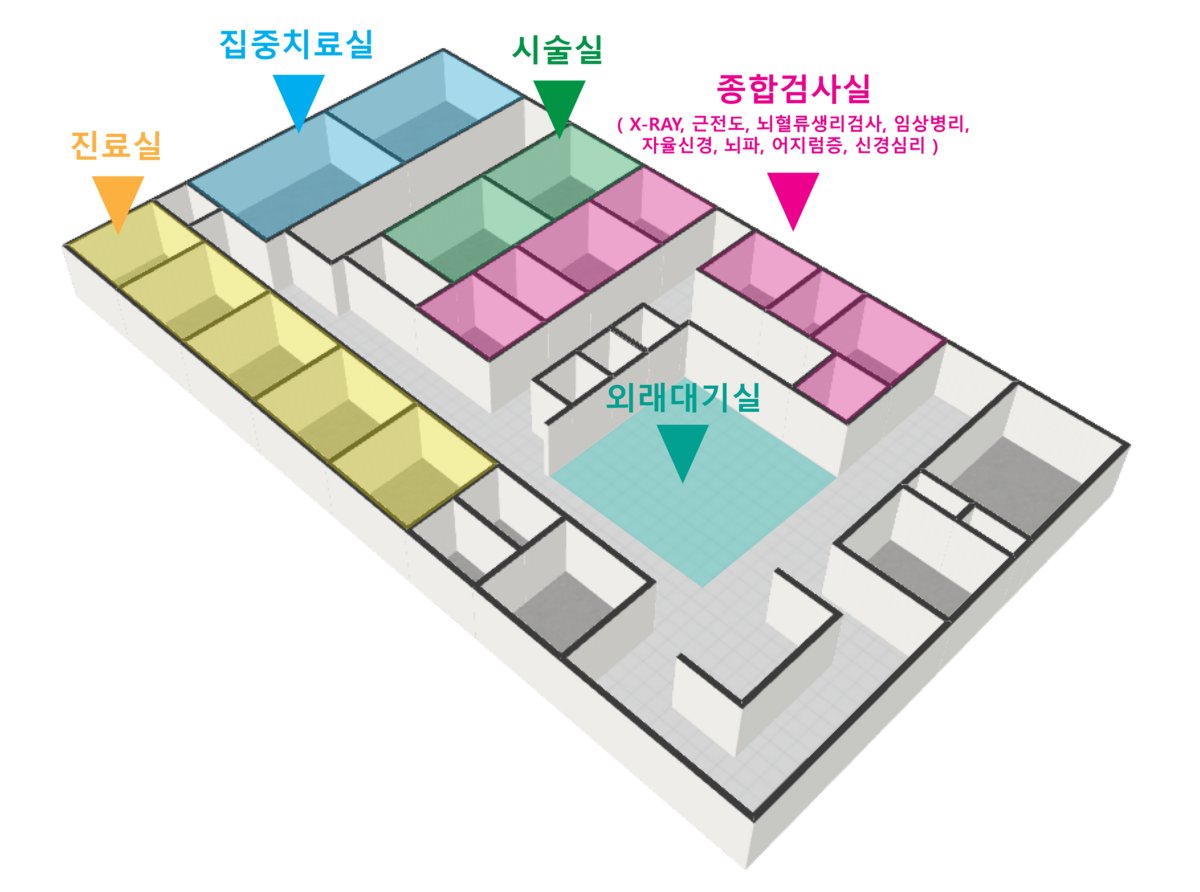 집중치료실
시술실
종합검사실
( X-RAY, 근전도, 뇌혈류생리검사, 임상병리,
자율신경, 뇌파, 어지럼증, 신경심리 )
진료실
외래대기실